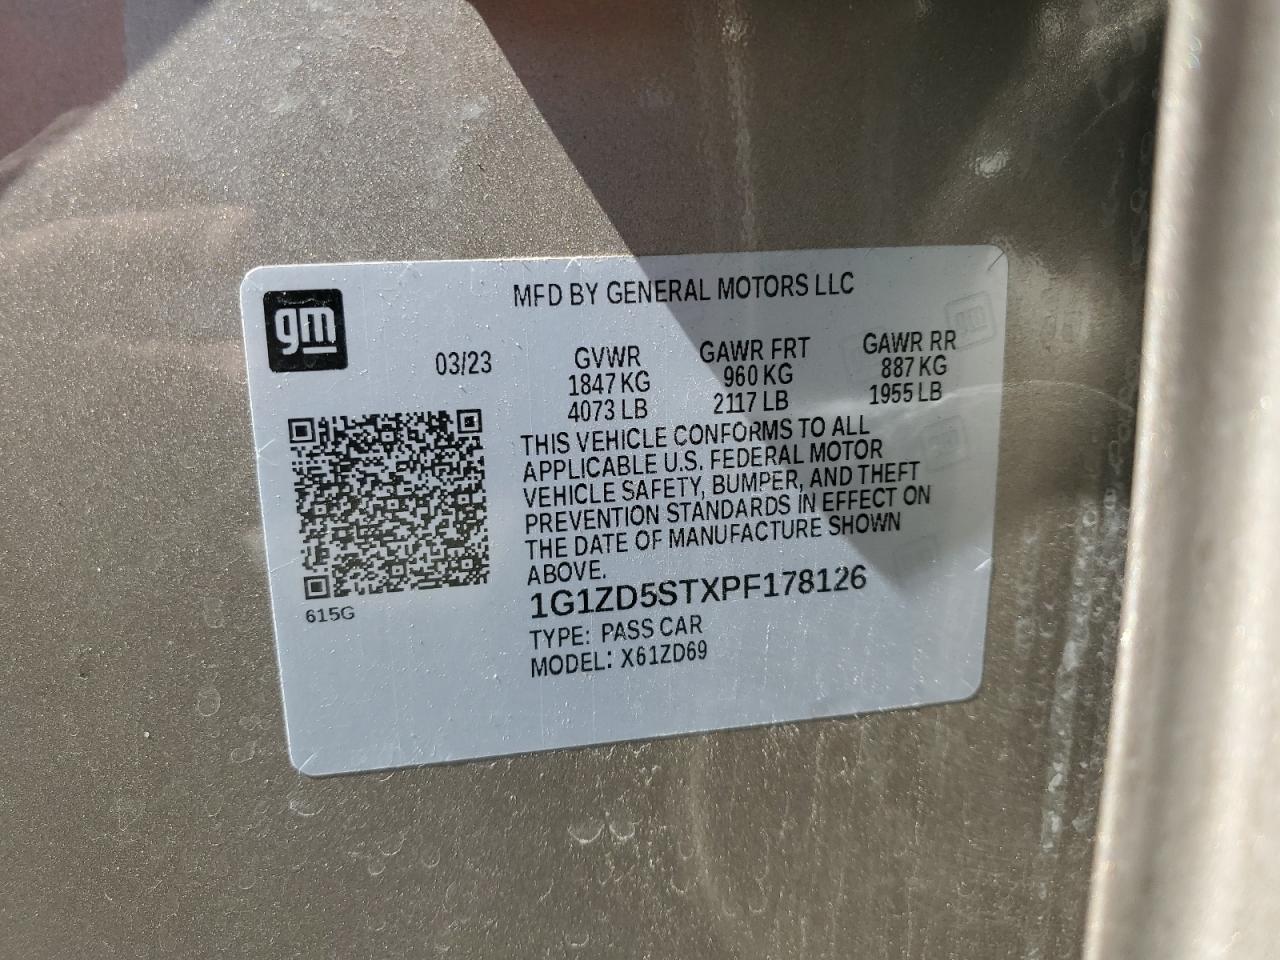 MFD BY GENERAL MOTORS LLC
gm
03/23
GVWR GAWR FRT GAWR RR
1847 KG 960 KG 887 KG
4073 LB 2117 LB 1955 LB
THIS VEHICLE CONFORMS TO ALL
APPLICABLE U.S. FEDERAL MOTOR
VEHICLE SAFETY, BUMPER, AND THEFT
PREVENTION STANDARDS IN EFFECT ON
THE DATE OF MANUFACTURE SHOWN
ABOVE.
1G1ZD5STXPF178126
615G
TYPE: PASS CAR
MODEL: X61ZD69